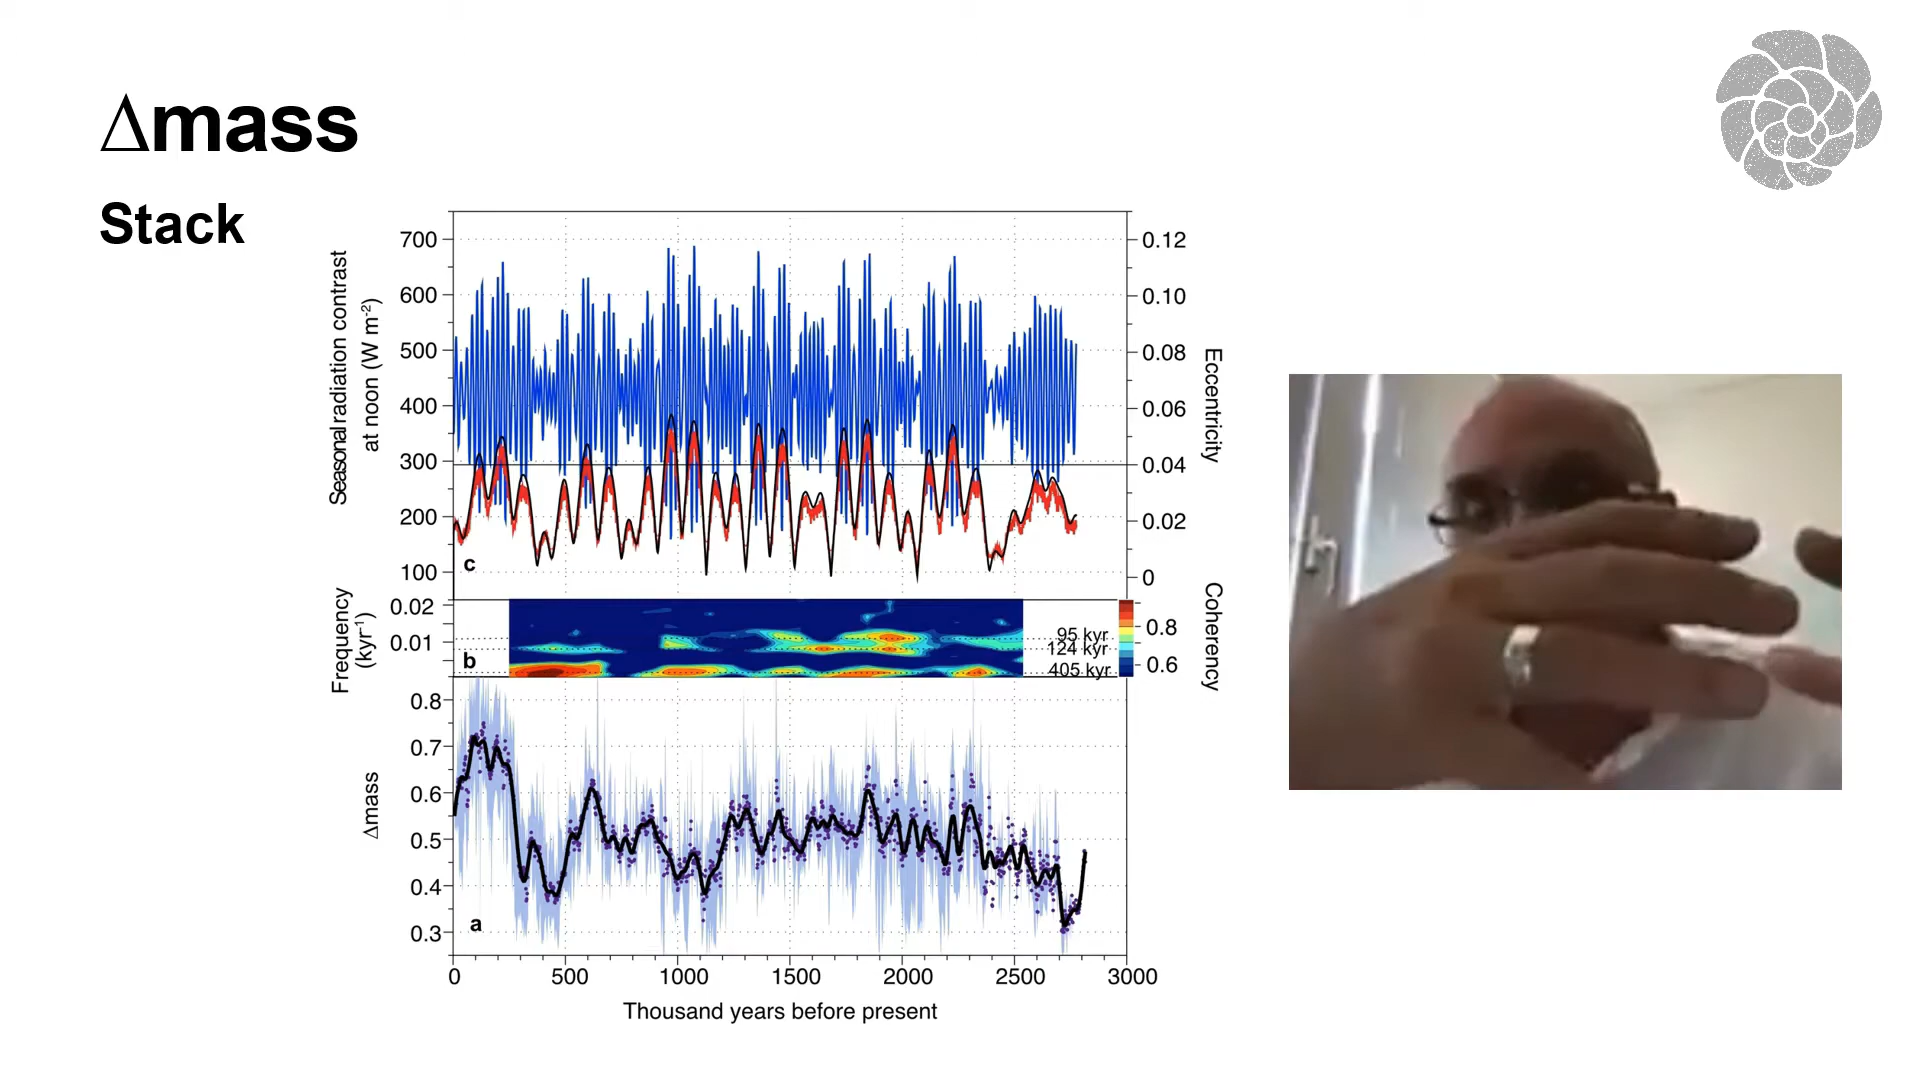 Δmass
Stack
Seasonal radiation contrast
at noon (W m-2)
700
600
500
400
300
200
100
c
0.12
0.10
0.08
0.06
0.04
0.02
0
Eccentricity
Frequency
(kyr-1)
0.02
0.01
b
95 kyr
124 kyr
405 kyr
0.8
0.6
Coherency
Δmass
0.8
0.7
0.6
0.5
0.4
0.3
a
0 500 1000 1500 2000 2500 3000
Thousand years before present